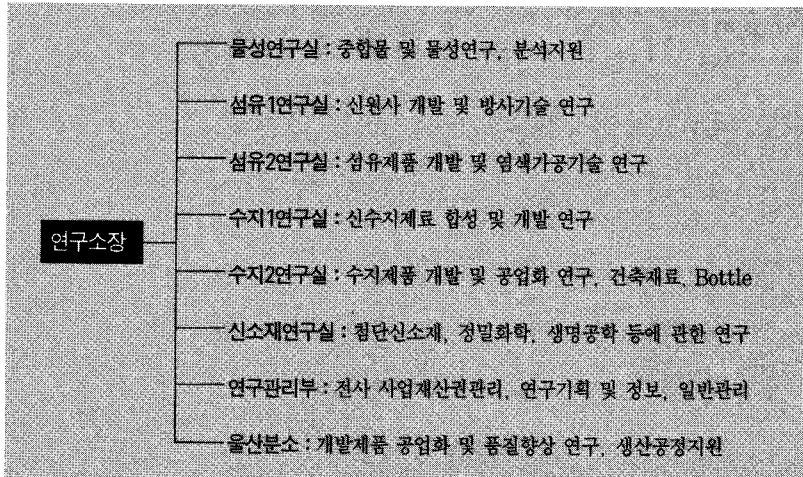 물성연구실 : 중합물 및 물성연구, 분석지원
섬유1연구실 : 신원사 개발 및 방사기술 연구
섬유2연구실 : 섬유제품 개발 및 염색가공기술 연구
수지1연구실 : 신수지재료 합성 및 개발 연구
연구소장
수지2연구실 : 수지제품 개발 및 공업화 연구, 건축재료, Bottle
신소재연구실 : 첨단신소재, 정밀화학, 생명공학 등에 관한 연구
연구관리부 : 전사 사업재산권관리, 연구기획 및 정보, 일반관리
울산분소 : 개발제품 공업화 및 품질향상 연구, 생산공정지원